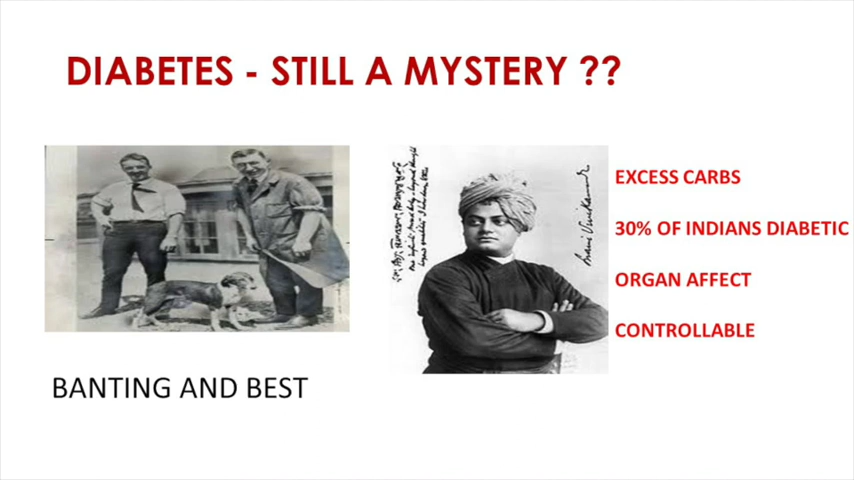 DIABETES - STILL A MYSTERY ??
EXCESS CARBS
30% OF INDIANS DIABETIC
ORGAN AFFECT
CONTROLLABLE
BANTING AND BEST